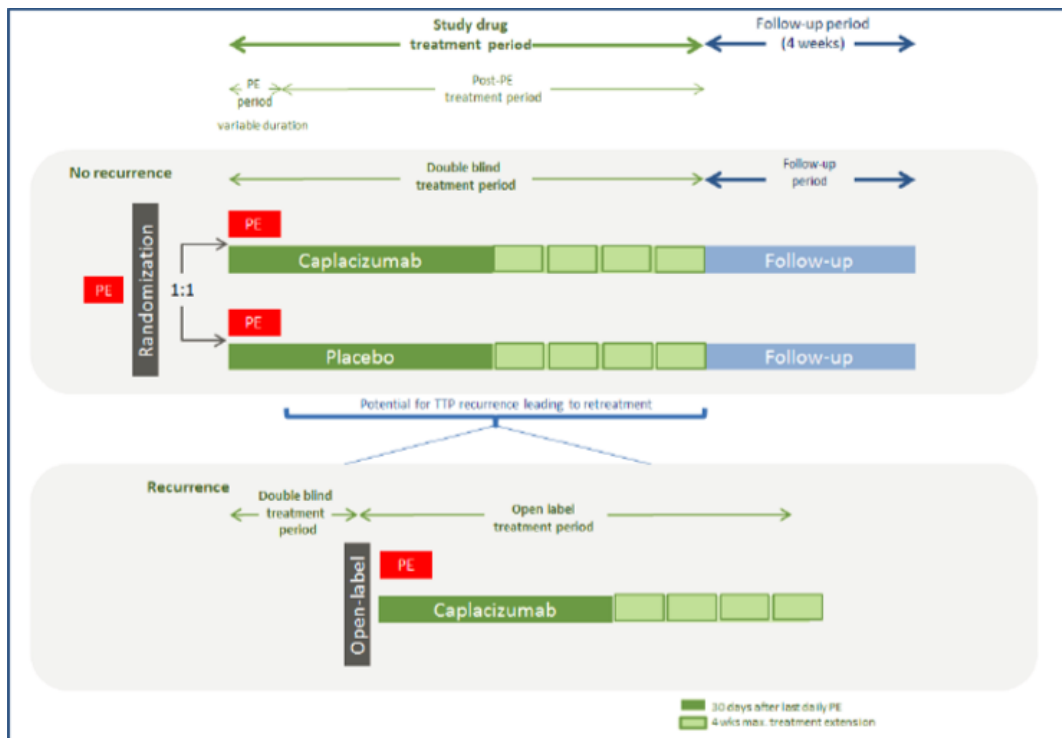 Study drug
treatment period
Follow-up period
(4 weeks)
PE
period
variable duration
Post-PE
treatment period
No recurrence
Double blind
treatment period
Follow-up
period
PE
Randomization
1:1
PE
Caplacizumab
Follow-up
PE
Placebo
Follow-up
Potential for TTP recurrence leading to retreatment
Recurrence
Double blind
treatment
period
Open label
treatment period
Open-label
PE
Caplacizumab
30 days after last daily PE
4 wks max. treatment extension